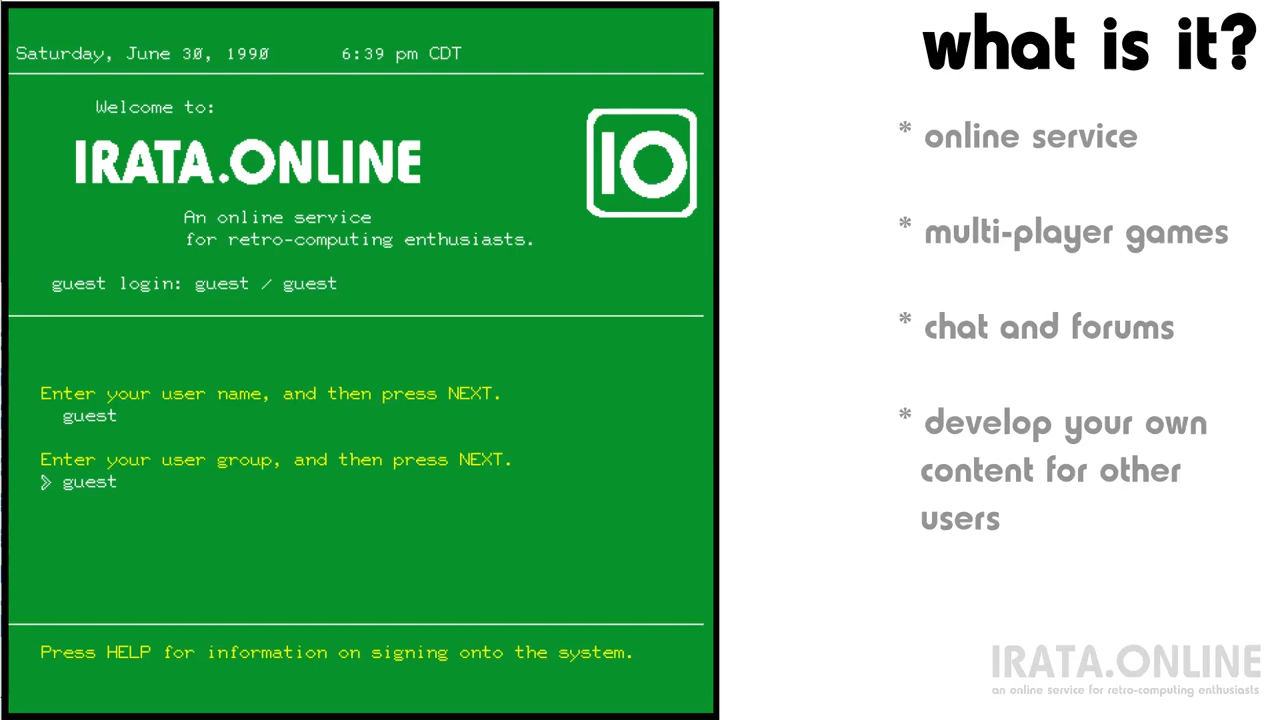 Saturday, June 30, 1990 6:39 pm CDT
Welcome to:
IRATA.ONLINE
IO
An online service
for retro-computing enthusiasts.
guest login: guest / guest
Enter your user name, and then press NEXT.
guest
Enter your user group, and then press NEXT.
> guest
Press HELP for information on signing onto the system.
what is it?
* online service
* multi-player games
* chat and forums
* develop your own
content for other
users
IRATA.ONLINE
an online service for retro-computing enthusiasts